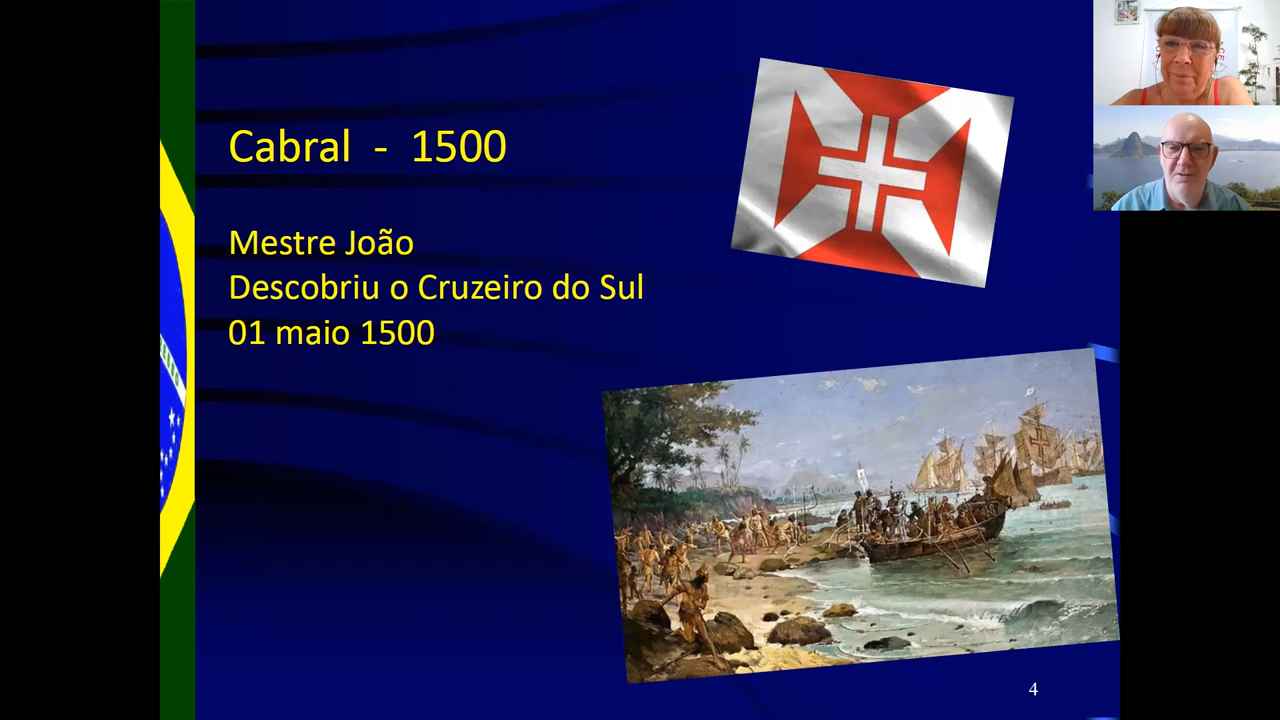 Cabral - 1500
Mestre João
Descobriu o Cruzeiro do Sul
01 maio 1500
4